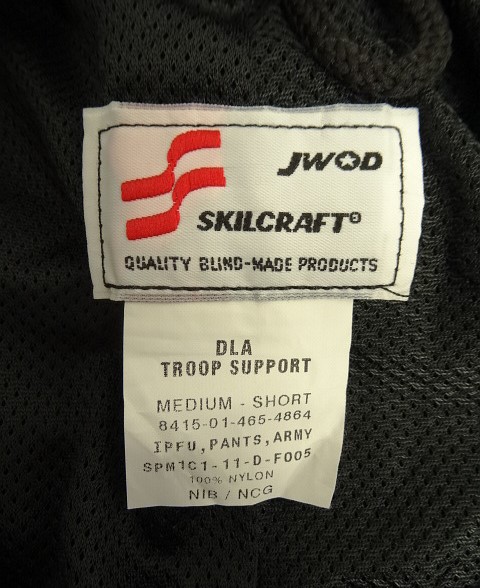 JWOD
SKILCRAFT®
QUALITY BLIND-MADE PRODUCTS
DLA
TROOP SUPPORT
MEDIUM - SHORT
8415-01-465-4864
IPFU, PANTS, ARMY
SPM1C1-11-D-F005
100% NYLON
NIB / NCG